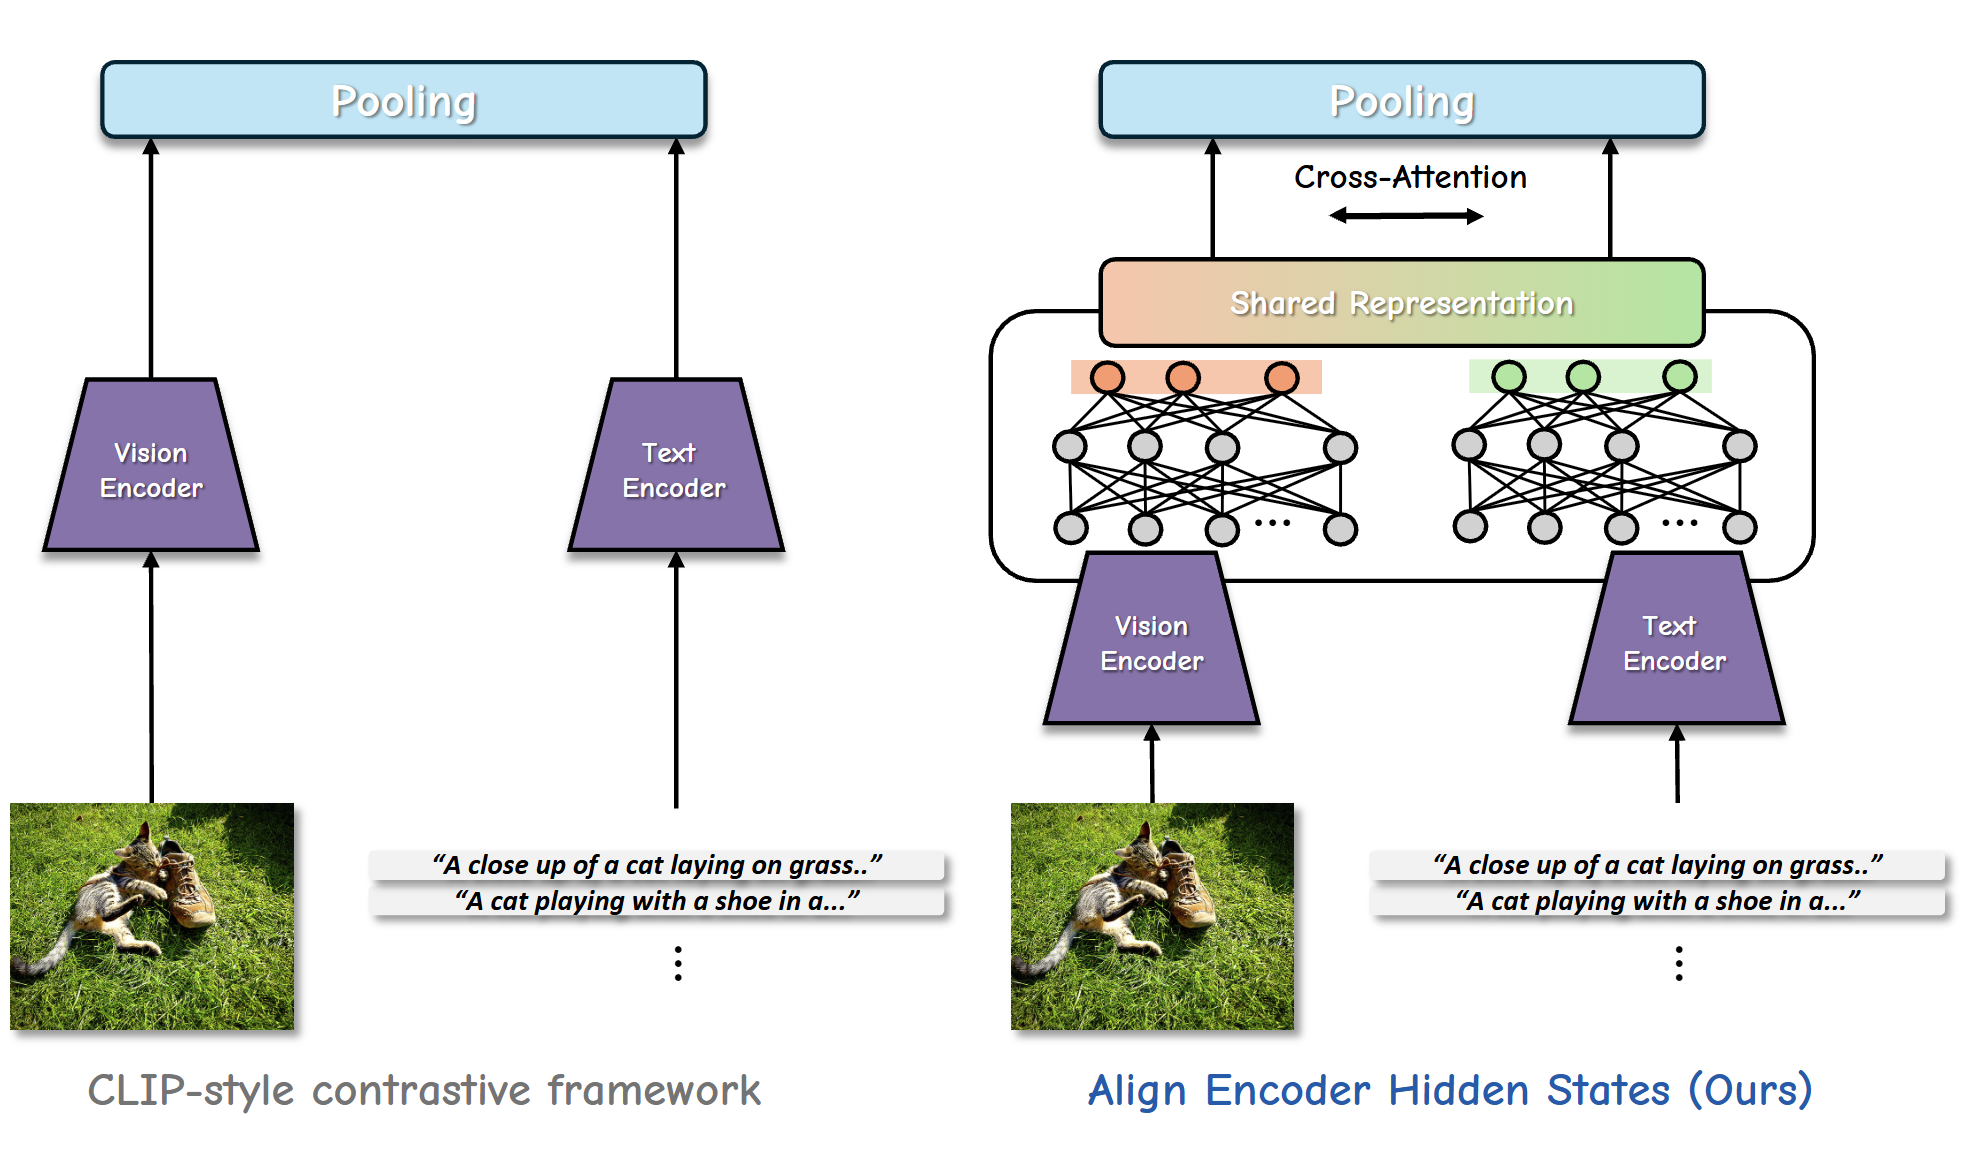 Pooling
Vision
Encoder
Text
Encoder
“A close up of a cat laying on grass..”
“A cat playing with a shoe in a...”
CLIP-style contrastive framework
Pooling
Cross-Attention
Shared Representation
Vision
Encoder
Text
Encoder
“A close up of a cat laying on grass..”
“A cat playing with a shoe in a...”
Align Encoder Hidden States (Ours)